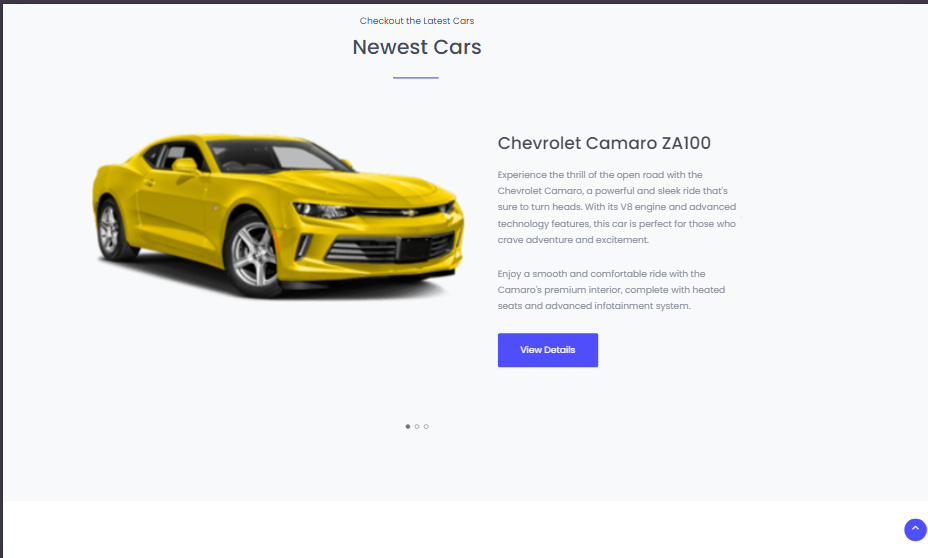 Checkout the Latest Cars
Newest Cars
Chevrolet Camaro ZA100
Experience the thrill of the open road with the
Chevrolet Camaro, a powerful and sleek ride that's
sure to turn heads. With its V8 engine and advanced
technology features, this car is perfect for those who
crave adventure and excitement.
Enjoy a smooth and comfortable ride with the
Camaro's premium interior, complete with heated
seats and advanced infotainment system.
View Details